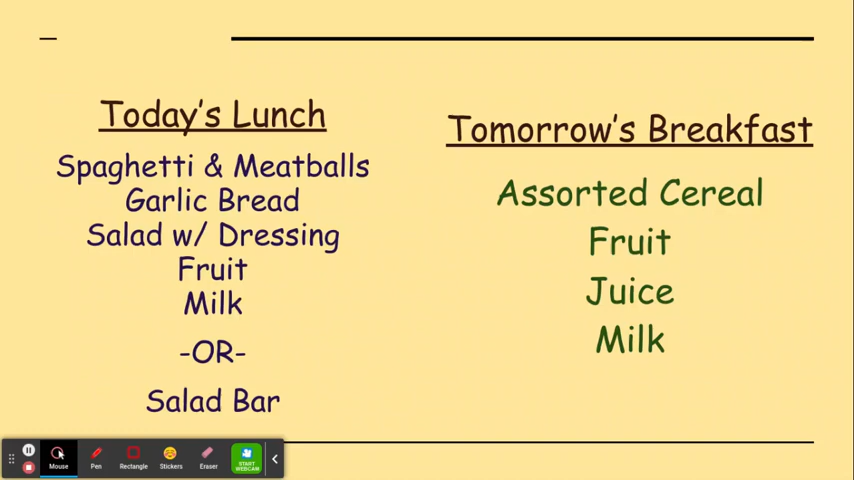 Today's Lunch
Spaghetti & Meatballs
Garlic Bread
Salad w/ Dressing
Fruit
Milk
-OR-
Salad Bar
Tomorrow's Breakfast
Assorted Cereal
Fruit
Juice
Milk
Mouse
Pen
Rectangle
Stickers
Eraser
START
WEBCAM